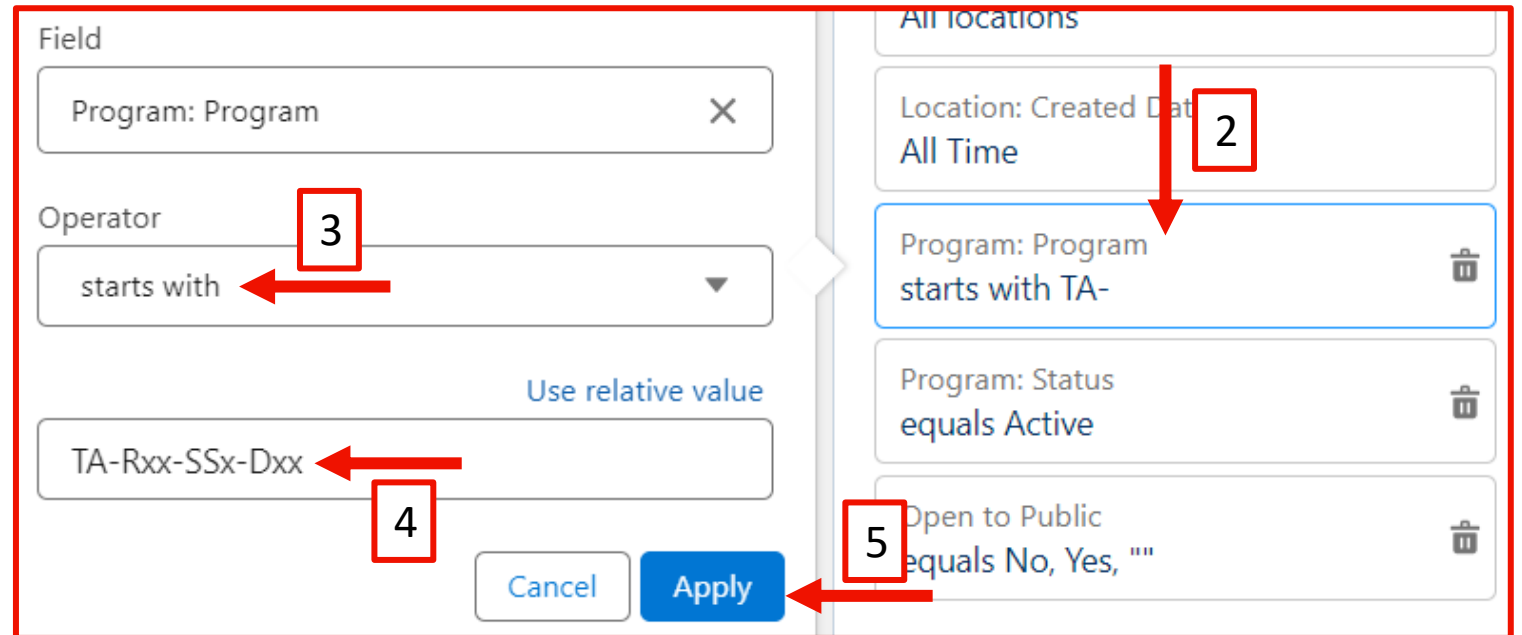 Field
Program: Program
Operator
3
starts with
Use relative value
TA-Rxx-SSx-Dxx
4
Cancel
Apply
All locations
Location: Created Dat
2
All Time
Program: Program
starts with TA-
Program: Status
equals Active
Open to Public
5
equals No, Yes, ""